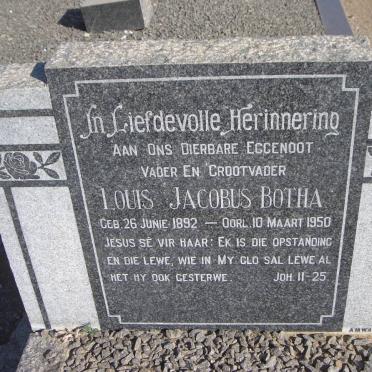 In Liefdevolle Herinnering
AAN ONS DIERBARE EGGENOOT
VADER EN GROOTVADER
LOUIS JACOBUS BOTHA
GEB. 26 JUNIE 1892 — OORL. 10 MAART 1950
JESUS SÊ VIR HAAR: EK IS DIE OPSTANDING
EN DIE LEWE, WIE IN MY GLO SAL LEWE AL
HET HY OOK GESTERWE. JOH. 11-25